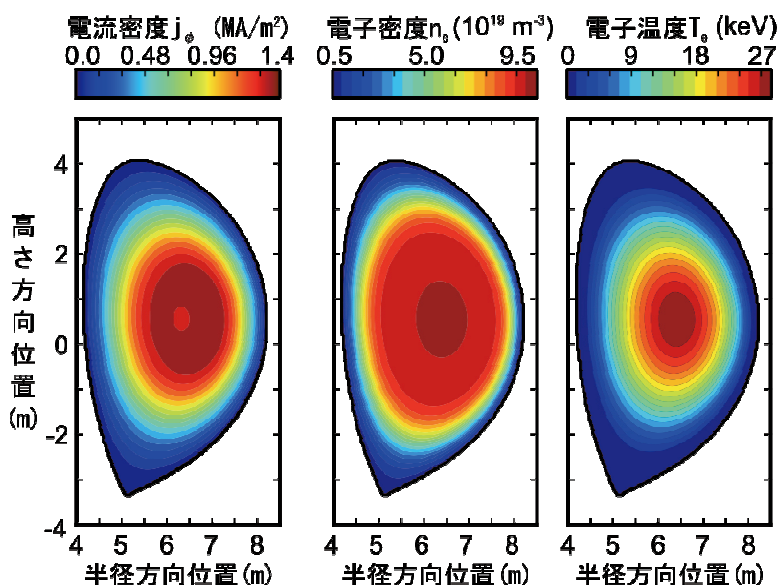 電流密度jφ (MA/m²)
0.0 0.48 0.96 1.4
電子密度ne(10¹⁹ m⁻³)
0.5 5.0 9.5
電子温度Te(keV)
0 9 18 27
高さ方向位置(m)
4
2
0
-2
-4
4 5 6 7 8
半径方向位置(m)
4 5 6 7 8
半径方向位置(m)
4 5 6 7 8
半径方向位置(m)